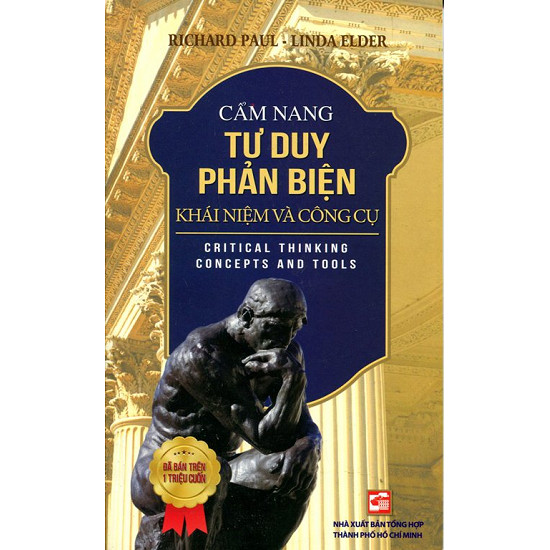 RICHARD PAUL - LINDA ELDER
CẨM NANG
TƯ DUY
PHẢN BIỆN
KHÁI NIỆM VÀ CÔNG CỤ
CRITICAL THINKING
CONCEPTS AND TOOLS
ĐÃ BÁN TRÊN
1 TRIỆU CUỐN
NHÀ XUẤT BẢN TỔNG HỢP
THÀNH PHỐ HỒ CHÍ MINH